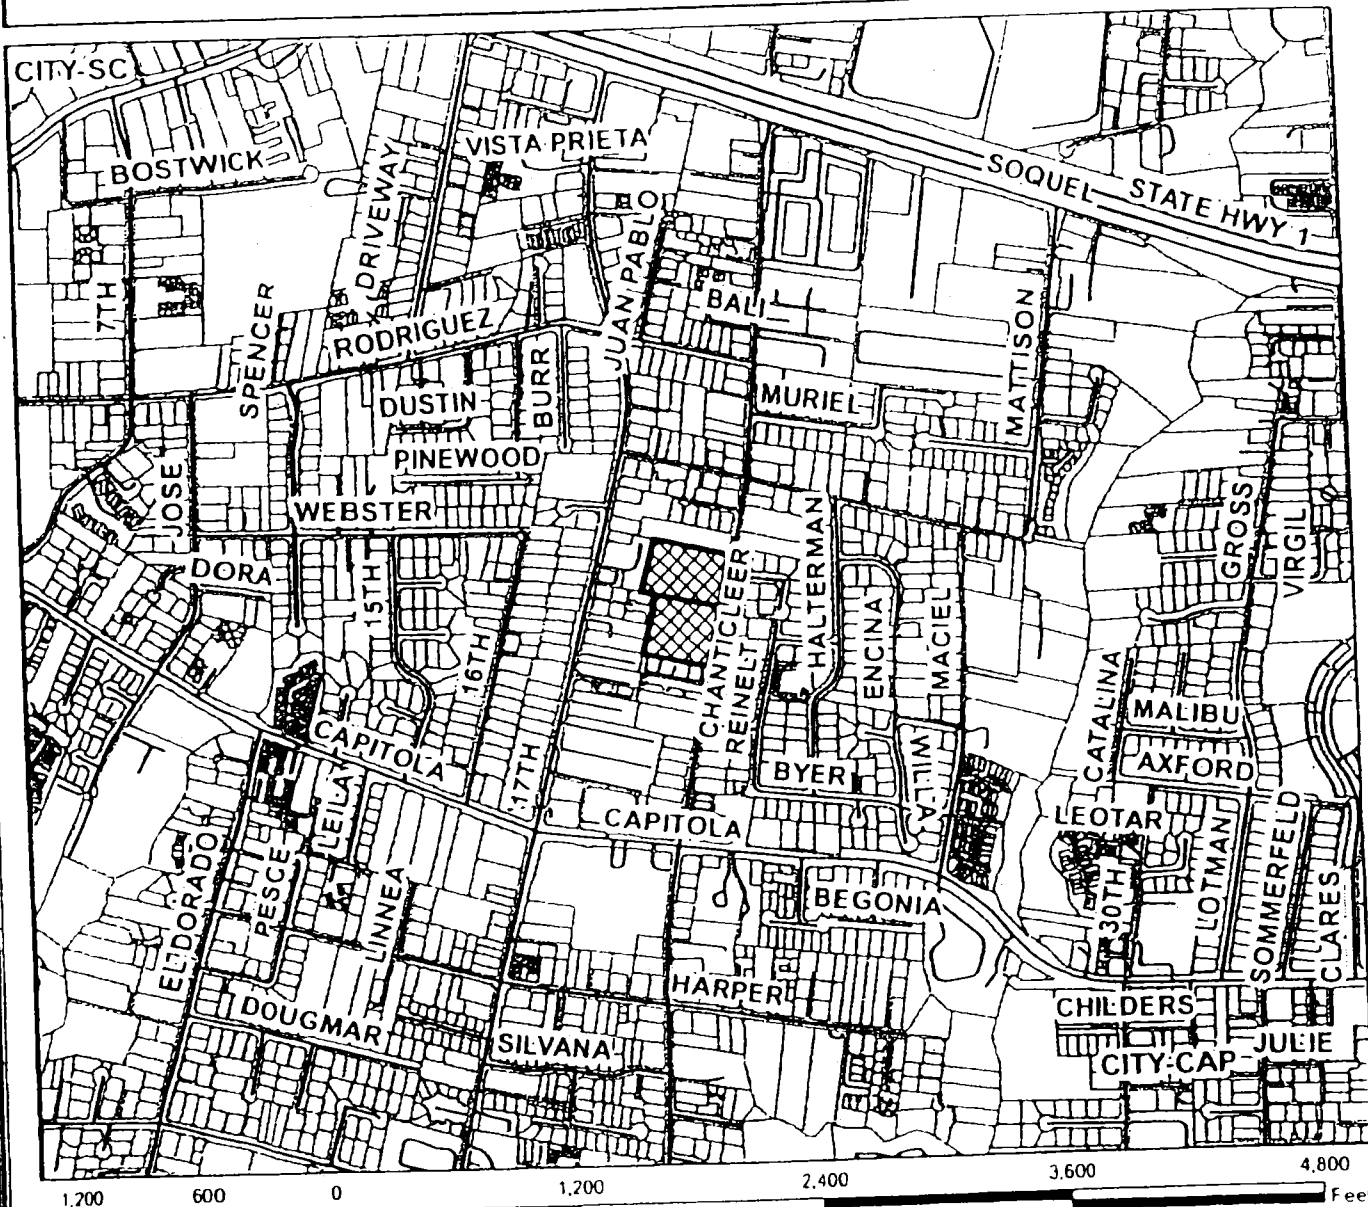 CITY-SC
VISTA PRIETA
BOSTWICK
SOQUEL
STATE HWY 1
DRIVEWAY
JUAN PABLO
17TH
BALI
SPENCER
RODRIGUEZ
MATTISON
BURR
DUSTIN
MURIEL
PINEWOOD
JOSE
WEBSTER
GROSS
VIRGIL
DORA
15TH
HALTERMAN
CHANTICLEER
ENCINA
MACIEL
16TH
REINELT
CATALINA
MALIBU
CAPITOLA
17TH
WILLA
AXFORD
BYER
LEILA
CAPITOLA
LEOTAR
EL DORADO
PESCE
LINNEA
BEGONIA
30TH
LOTMAN
SOMMERFELD
CLARES
HARPER
CHILDERS
DOUGMAR
SILVANA
JULIE
CITY-CAP
1,200 600 0 1,200 2,400 3,600 4,800